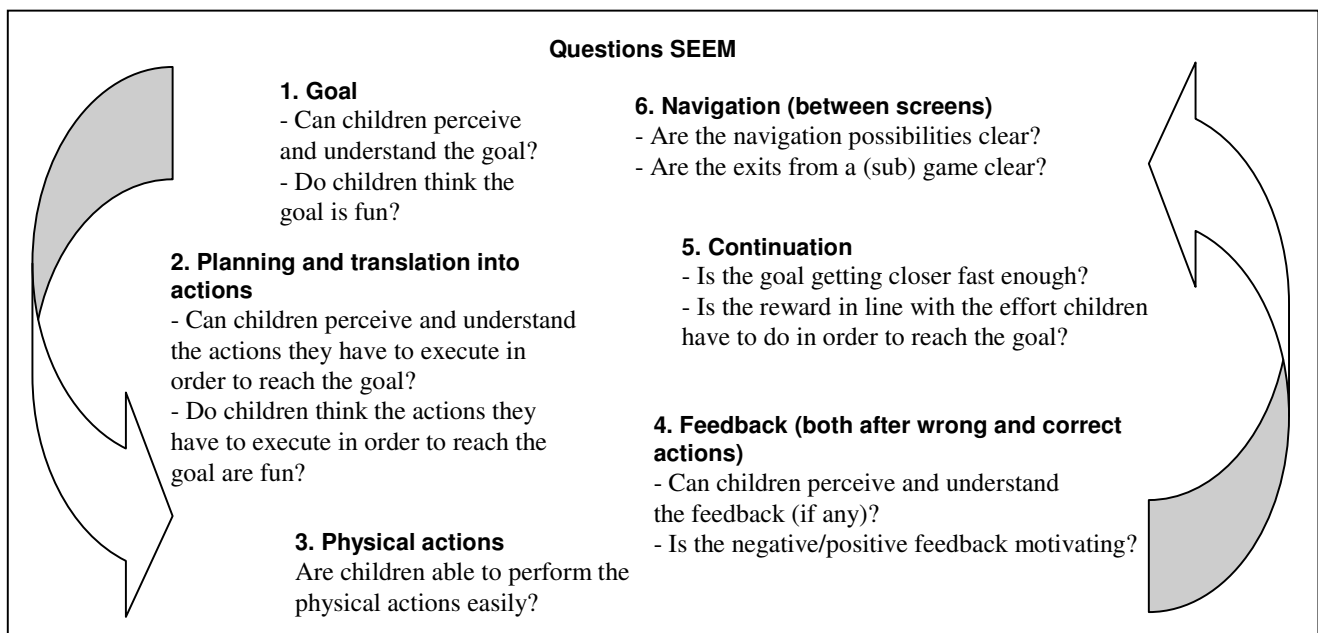 Questions SEEM
1. Goal
- Can children perceive
and understand the goal?
- Do children think the
goal is fun?
2. Planning and translation into
actions
- Can children perceive and understand
the actions they have to execute in
order to reach the goal?
- Do children think the actions they
have to execute in order to reach the
goal are fun?
3. Physical actions
Are children able to perform the
physical actions easily?
4. Feedback (both after wrong and correct
actions)
- Can children perceive and understand
the feedback (if any)?
- Is the negative/positive feedback motivating?
5. Continuation
- Is the goal getting closer fast enough?
- Is the reward in line with the effort children
have to do in order to reach the goal?
6. Navigation (between screens)
- Are the navigation possibilities clear?
- Are the exits from a (sub) game clear?